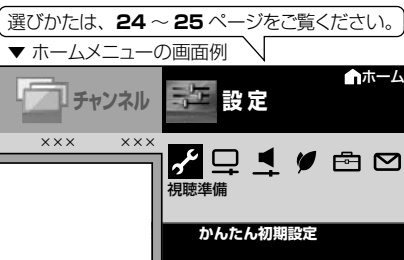 選びかたは、24 ～ 25 ページをご覧ください。
▼ ホームメニューの画面例
ホーム
チャンネル
設定
××× ×××
視聴準備
かんたん初期設定